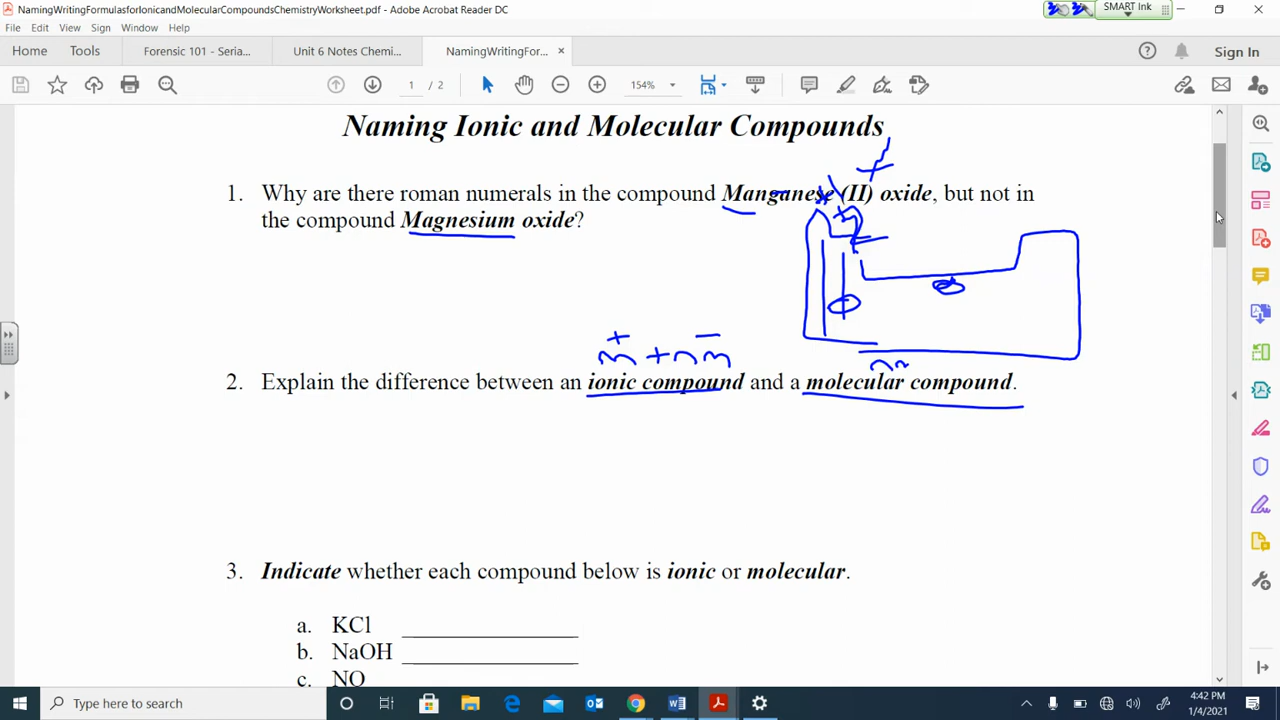 NamingWritingFormulasforIonicandMolecularCompoundsChemistryWorksheet.pdf - Adobe Acrobat Reader DC
SMART Ink
File Edit View Sign Window Help
Home Tools Forensic 101 - Seria... Unit 6 Notes Chemi... NamingWritingFor... ×
Sign In
1 / 2 154%
Naming Ionic and Molecular Compounds
1. Why are there roman numerals in the compound Manganese (II) oxide, but not in
the compound Magnesium oxide?
+ −
m + nm
nm
2. Explain the difference between an ionic compound and a molecular compound.
3. Indicate whether each compound below is ionic or molecular.
a. KCl
b. NaOH
c. NO
Type here to search
4:42 PM
1/4/2021